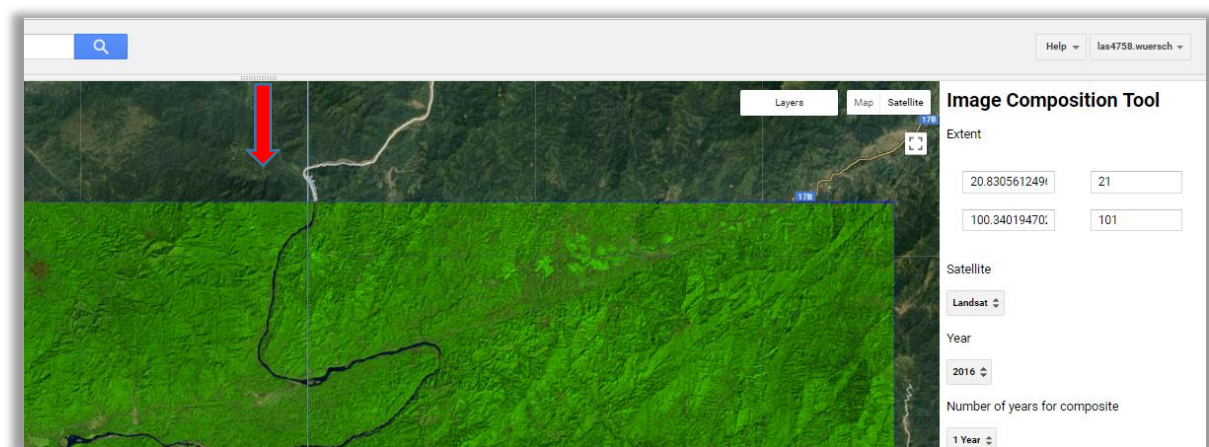 Help
las4758.wuersch
Layers
Map Satellite
17B
17B
Image Composition Tool
Extent
20.830561249 21
100.34019470 101
Satellite
Landsat
Year
2016
Number of years for composite
1 Year